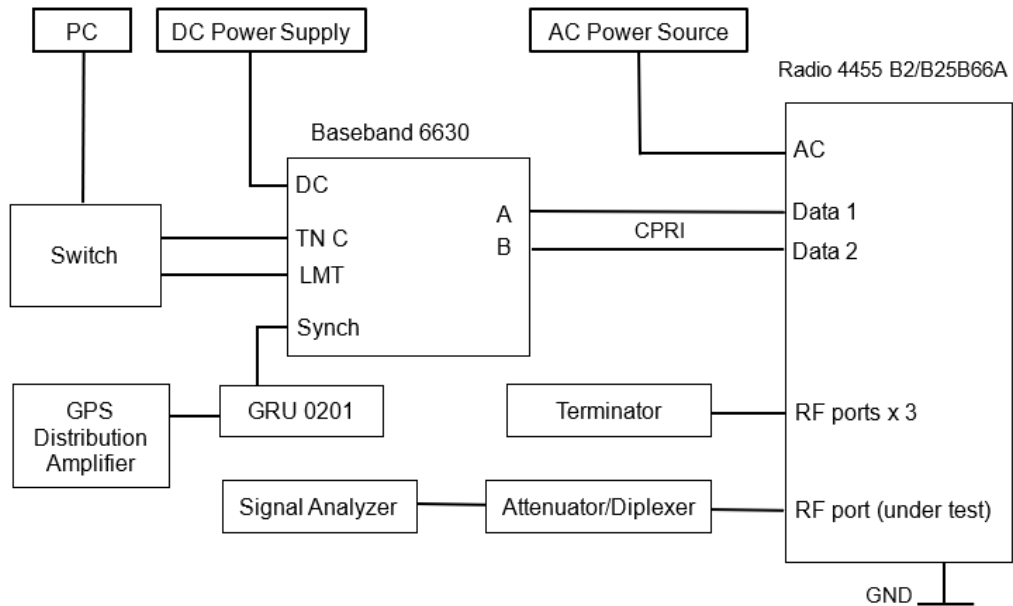 PC
DC Power Supply
AC Power Source
Radio 4455 B2/B25B66A
Baseband 6630
AC
DC
A
Data 1
CPRI
TN C
B
Data 2
Switch
LMT
Synch
GPS
Distribution
Amplifier
GRU 0201
Terminator
RF ports x 3
Signal Analyzer
Attenuator/Diplexer
RF port (under test)
GND